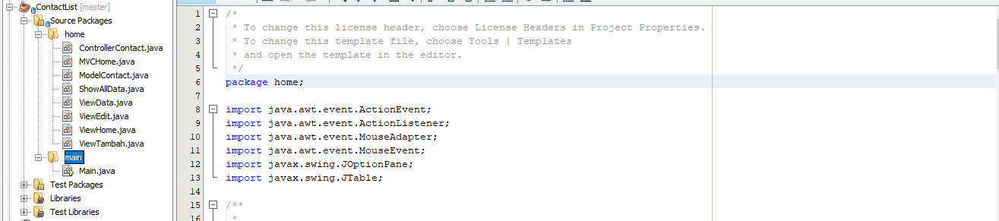 ContactList [master]
Source Packages
home
ControllerContact.java
MVCHome.java
ModelContact.java
ShowAllData.java
ViewData.java
ViewEdit.java
ViewHome.java
ViewTambah.java
main
Main.java
Test Packages
Libraries
Test Libraries
1 /*
2 * To change this license header, choose License Headers in Project Properties.
3 * To change this template file, choose Tools | Templates
4 * and open the template in the editor.
5 */
6 package home;
7
8 import java.awt.event.ActionEvent;
9 import java.awt.event.ActionListener;
10 import java.awt.event.MouseAdapter;
11 import java.awt.event.MouseEvent;
12 import javax.swing.JOptionPane;
13 import javax.swing.JTable;
14
15 /**
16 *